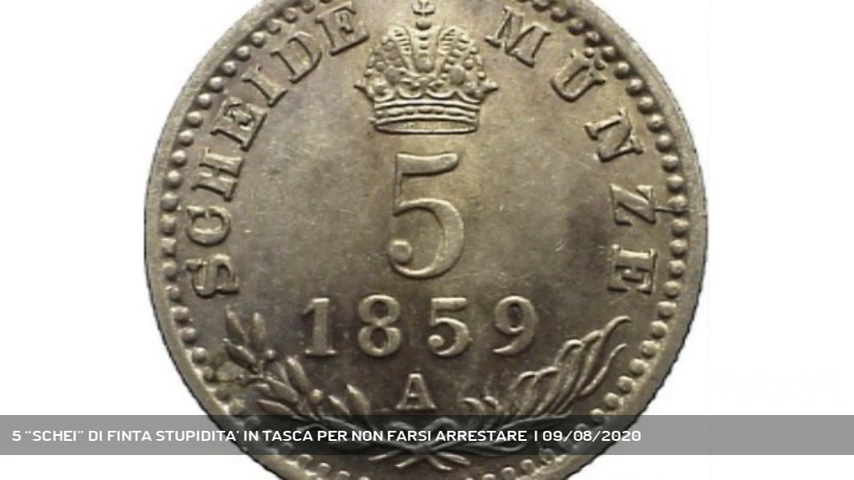 SCHEIDE MÜNZE
5
1859
A
5 “SCHEI” DI FINTA STUPIDITA’ IN TASCA PER NON FARSI ARRESTARE | 09/08/2020